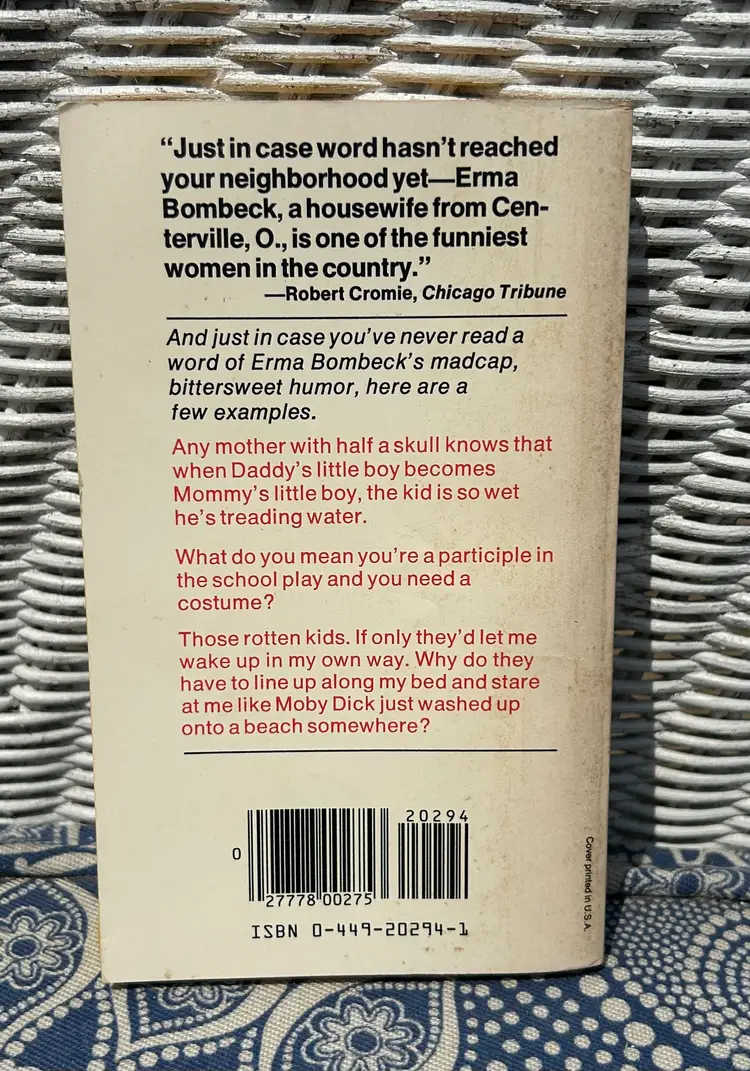 “Just in case word hasn’t reached
your neighborhood yet—Erma
Bombeck, a housewife from Cen-
terville, O., is one of the funniest
women in the country.”
—Robert Cromie, Chicago Tribune
And just in case you’ve never read a
word of Erma Bombeck’s madcap,
bittersweet humor, here are a
few examples.
Any mother with half a skull knows that
when Daddy’s little boy becomes
Mommy’s little boy, the kid is so wet
he’s treading water.
What do you mean you’re a participle in
the school play and you need a
costume?
Those rotten kids. If only they’d let me
wake up in my own way. Why do they
have to line up along my bed and stare
at me like Moby Dick just washed up
onto a beach somewhere?
20294
0
27778 00275
ISBN 0-449-20294-1
Cover printed in U.S.A.